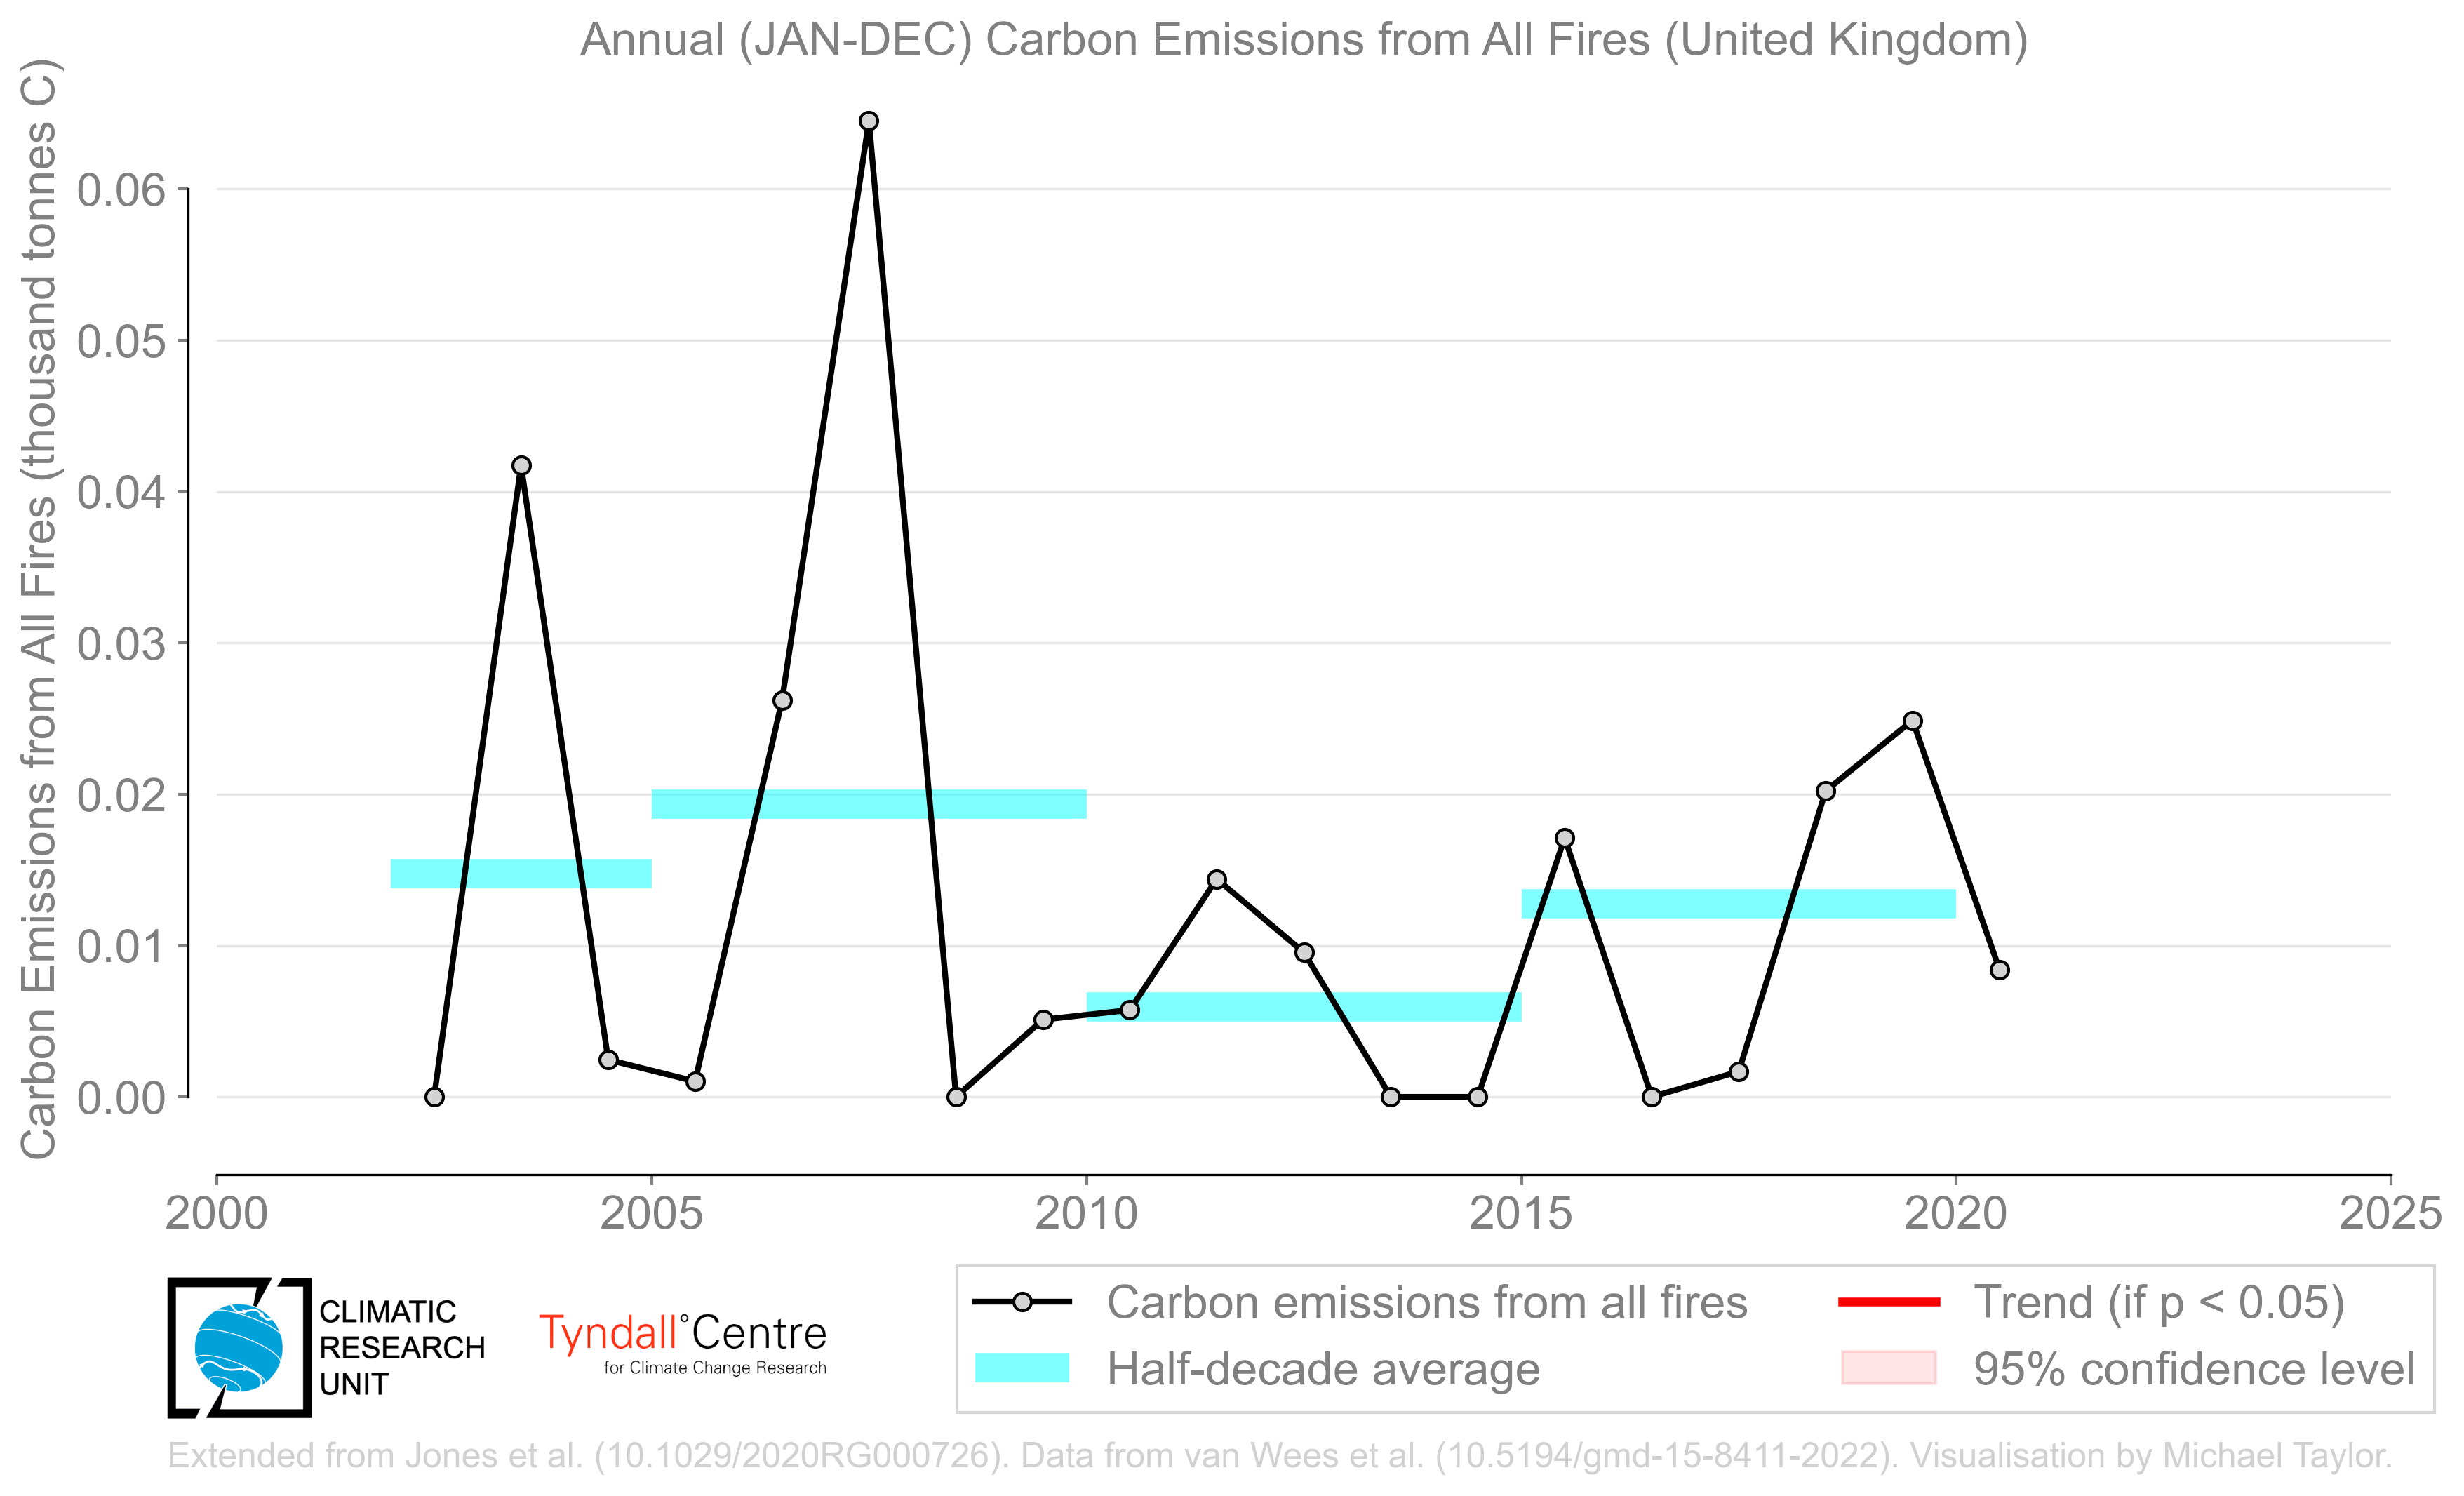 Annual (JAN-DEC) Carbon Emissions from All Fires (United Kingdom)
Carbon Emissions from All Fires (thousand tonnes C)
0.06
0.05
0.04
0.03
0.02
0.01
0.00
2000
2005
2010
2015
2020
2025
CLIMATIC
RESEARCH
UNIT
Tyndall°Centre
for Climate Change Research
Carbon emissions from all fires
Half-decade average
Trend (if p < 0.05)
95% confidence level
Extended from Jones et al. (10.1029/2020RG000726). Data from van Wees et al. (10.5194/gmd-15-8411-2022). Visualisation by Michael Taylor.